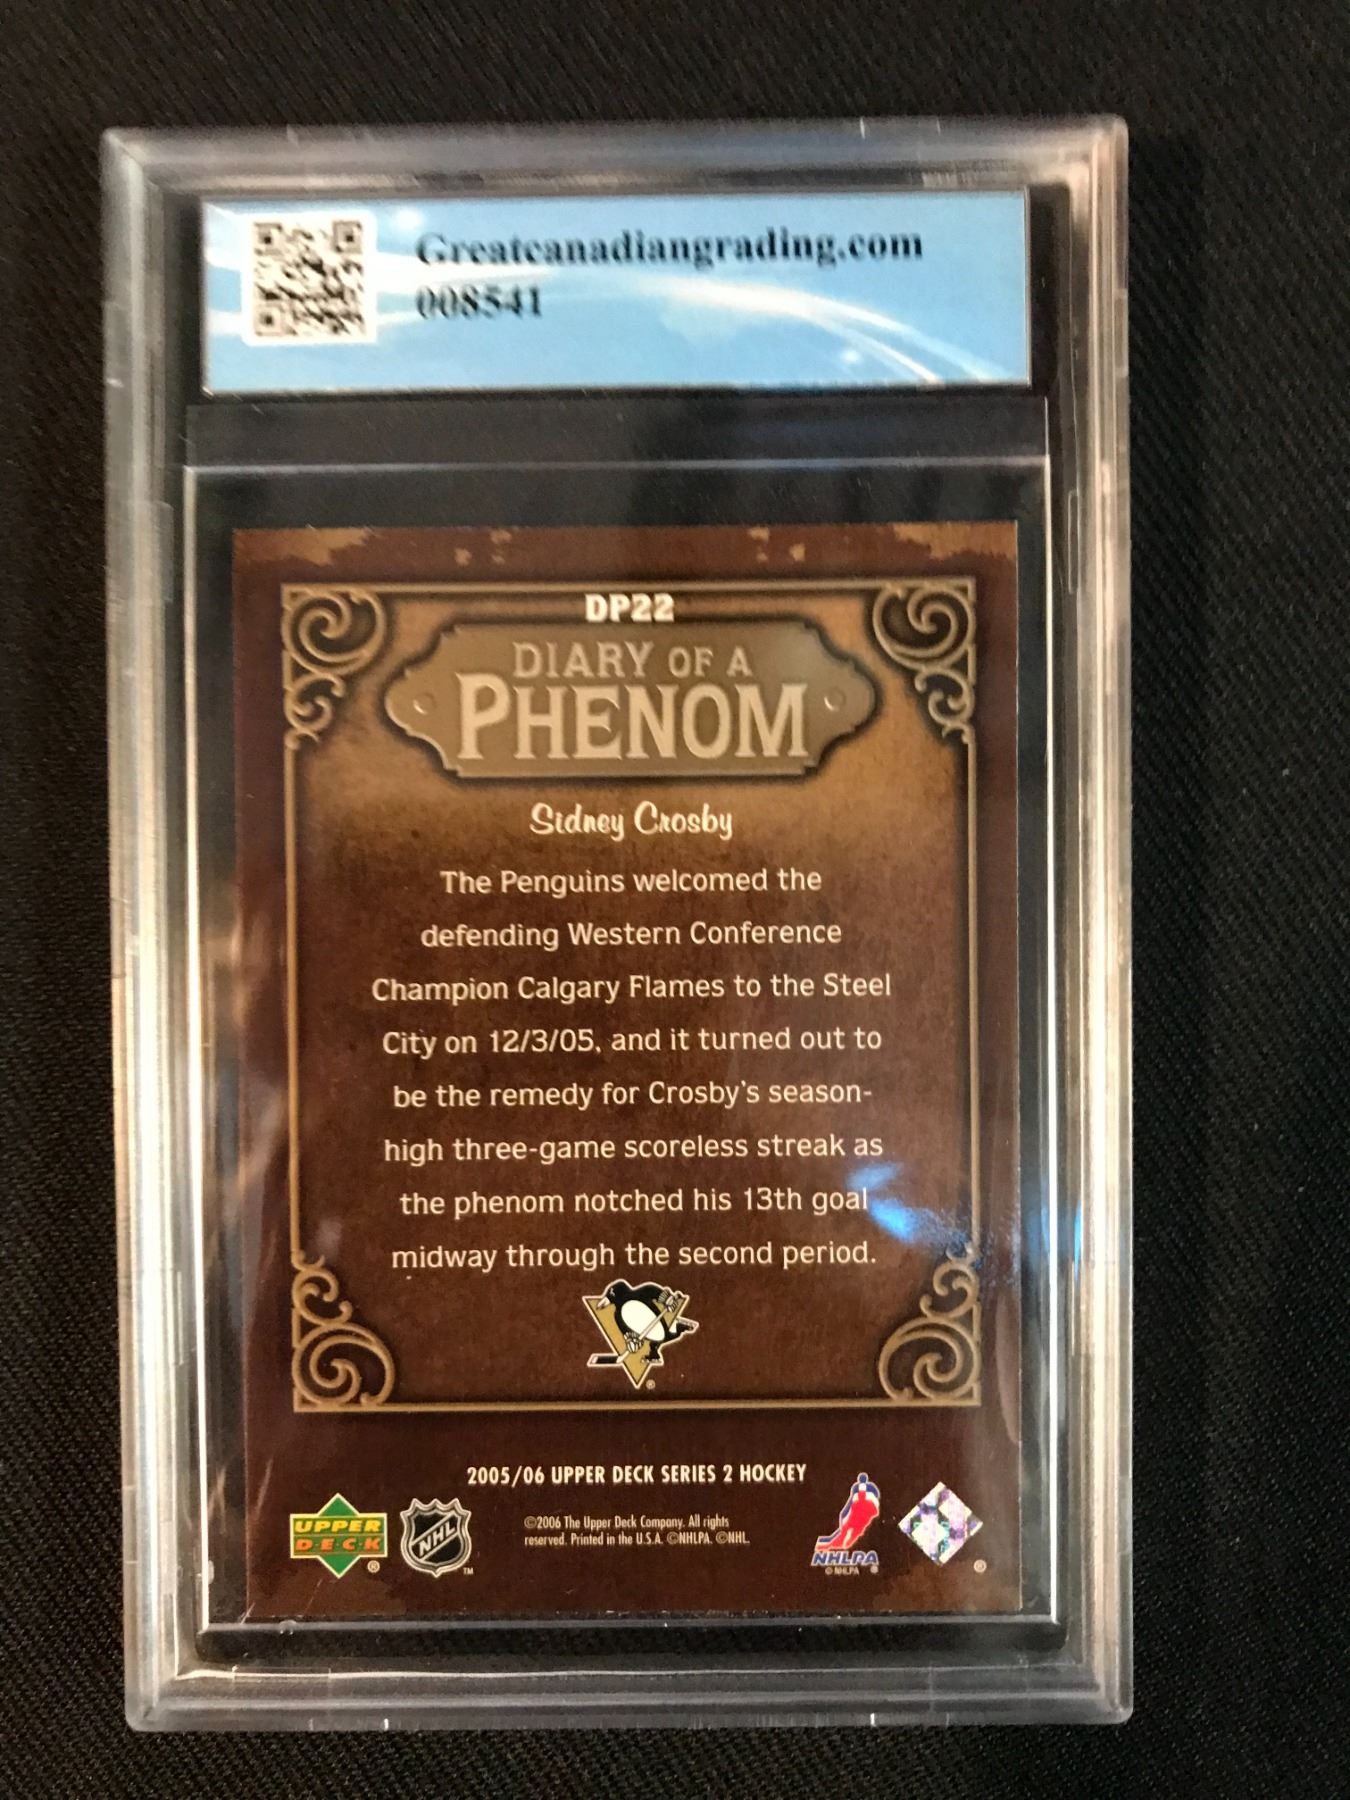 Greatcanadiangrading.com
008541
DP22
DIARY OF A
PHENOM
Sidney Crosby
The Penguins welcomed the
defending Western Conference
Champion Calgary Flames to the Steel
City on 12/3/05, and it turned out to
be the remedy for Crosby's season-
high three-game scoreless streak as
the phenom notched his 13th goal
midway through the second period.
®
2005/06 UPPER DECK SERIES 2 HOCKEY
©2006 The Upper Deck Company. All rights
reserved. Printed in the U.S.A. ©NHLPA. ©NHL.
UPPER
D·E·C·K ®
NHL ™
NHLPA
© NHLPA ®
®